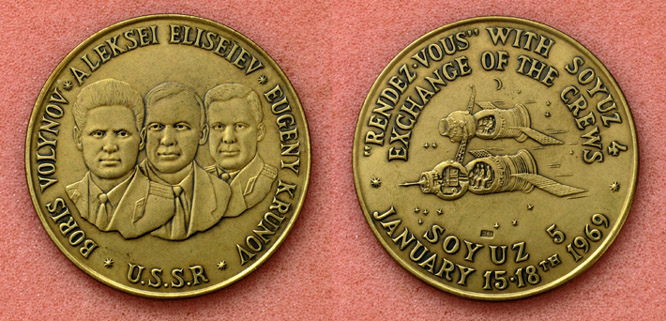 BORIS VOLYNOV * ALEKSEI ELISEIEV * EUGENY KRUNOV
* U.S.S.R *
"RENDEZ-VOUS" WITH SOYUZ 4
EXCHANGE OF THE CREWS
SOYUZ 5
JANUARY 15-18TH 1969